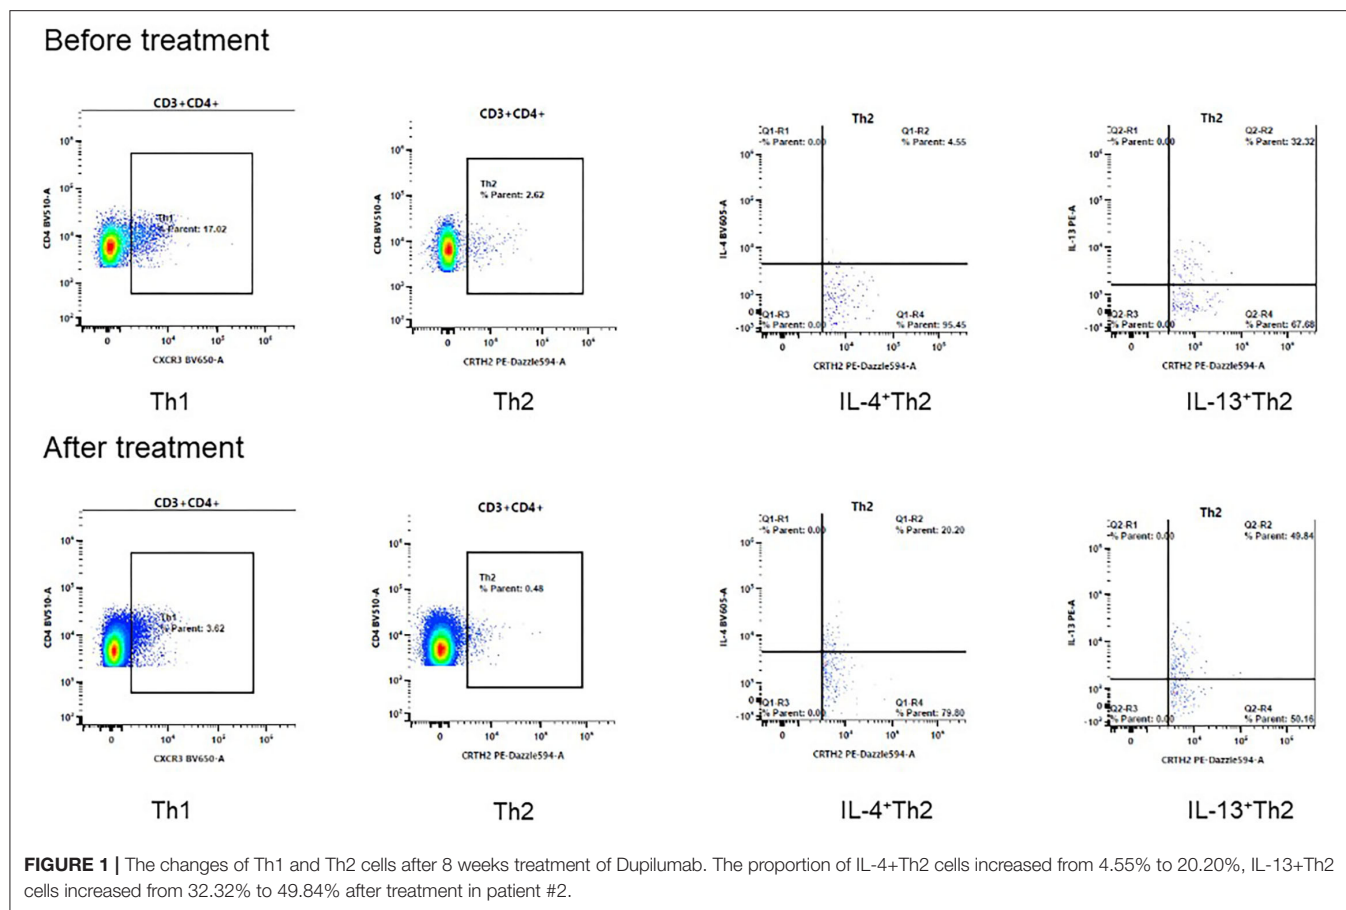 Before treatment
CD3+CD4+
CD4 BV510-A
Th1
% Parent: 17.02
0 10⁴ 10⁵ 10⁶
CXCR3 BV650-A
Th1
CD3+CD4+
CD4 BV510-A
Th2
% Parent: 2.62
CRTH2 PE-Dazzle594-A
Th2
Th2
Q1-R1
% Parent: 0.00
Q1-R2
% Parent: 4.55
IL-4 BV605-A
Q1-R3
% Parent: 0.00
Q1-R4
% Parent: 95.45
CRTH2 PE-Dazzle594-A
IL-4⁺Th2
Th2
Q2-R1
% Parent: 0.00
Q2-R2
% Parent: 32.32
IL-13 PE-A
Q2-R3
% Parent: 0.00
Q2-R4
% Parent: 67.68
CRTH2 PE-Dazzle594-A
IL-13⁺Th2
After treatment
CD3+CD4+
CD4 BV510-A
Th1
% Parent: 3.62
CXCR3 BV650-A
Th1
CD3+CD4+
CD4 BV510-A
Th2
% Parent: 0.48
CRTH2 PE-Dazzle594-A
Th2
Th2
Q1-R1
% Parent: 0.00
Q1-R2
% Parent: 20.20
IL-4 BV605-A
Q1-R3
% Parent: 0.00
Q1-R4
% Parent: 79.80
CRTH2 PE-Dazzle594-A
IL-4⁺Th2
Th2
Q2-R1
% Parent: 0.00
Q2-R2
% Parent: 49.84
IL-13 PE-A
Q2-R3
% Parent: 0.00
Q2-R4
% Parent: 50.16
CRTH2 PE-Dazzle594-A
IL-13⁺Th2
FIGURE 1 | The changes of Th1 and Th2 cells after 8 weeks treatment of Dupilumab. The proportion of IL-4+Th2 cells increased from 4.55% to 20.20%, IL-13+Th2
cells increased from 32.32% to 49.84% after treatment in patient #2.